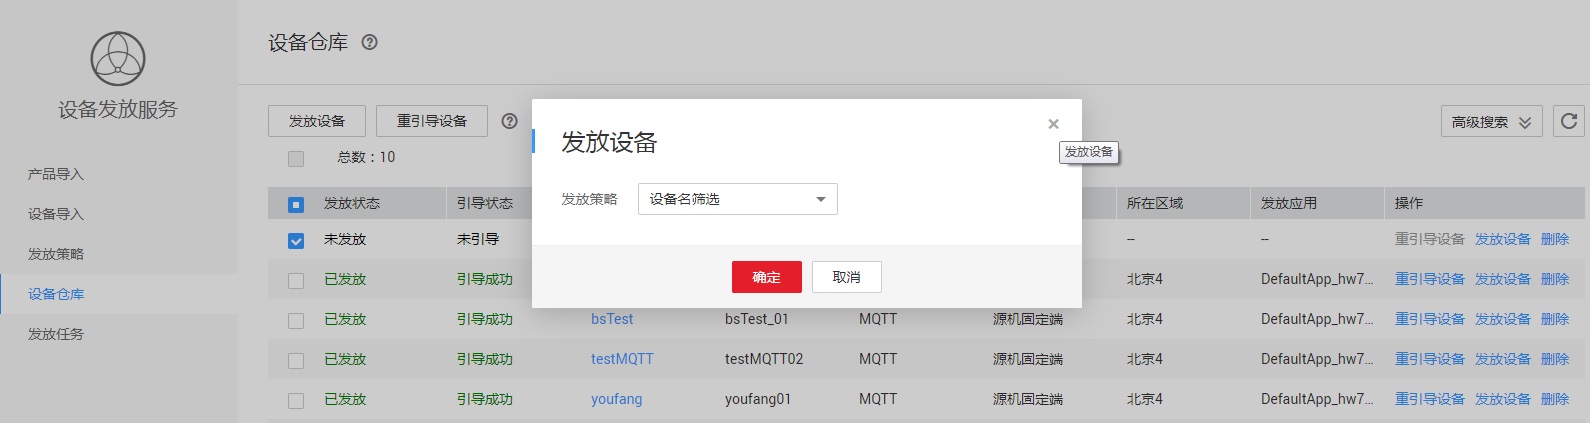 设备发放服务
产品导入
设备导入
发放策略
设备仓库
发放任务
设备仓库 ?
发放设备 重引导设备 ?
高级搜索
总数：10
发放设备 ×
发放设备
发放策略 设备名筛选
确定 取消
发放状态 引导状态 所在区域 发放应用 操作
未发放 未引导 -- -- 重引导设备 发放设备 删除
已发放 引导成功 北京4 DefaultApp_hw7... 重引导设备 发放设备 删除
已发放 引导成功 bsTest bsTest_01 MQTT 源机固定端 北京4 DefaultApp_hw7... 重引导设备 发放设备 删除
已发放 引导成功 testMQTT testMQTT02 MQTT 源机固定端 北京4 DefaultApp_hw7... 重引导设备 发放设备 删除
已发放 引导成功 youfang youfang01 MQTT 源机固定端 北京4 DefaultApp_hw7... 重引导设备 发放设备 删除